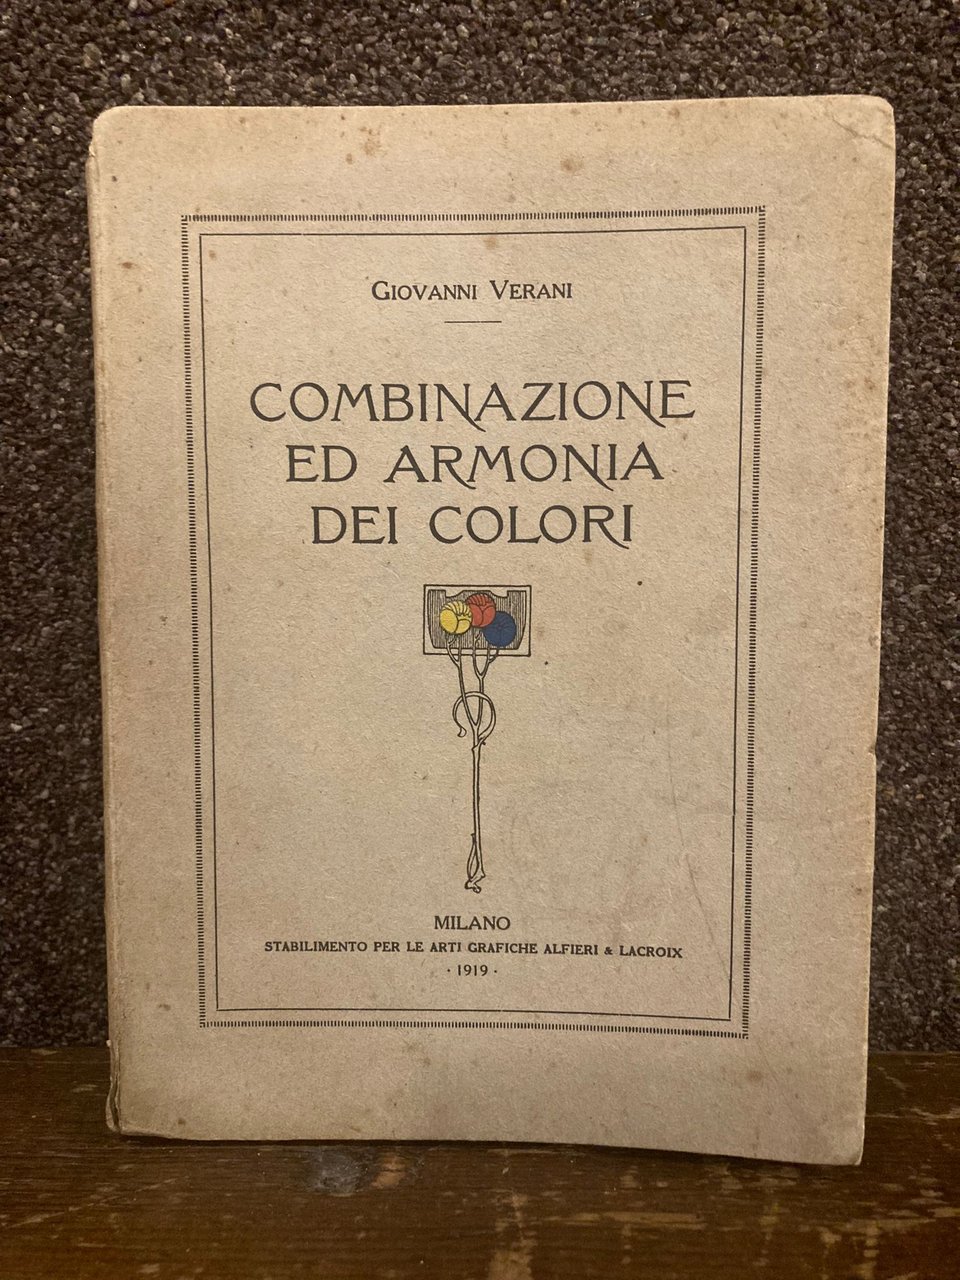 Giovanni Verani
COMBINAZIONE
ED ARMONIA
DEI COLORI
MILANO
STABILIMENTO PER LE ARTI GRAFICHE ALFIERI & LACROIX
· 1919 ·